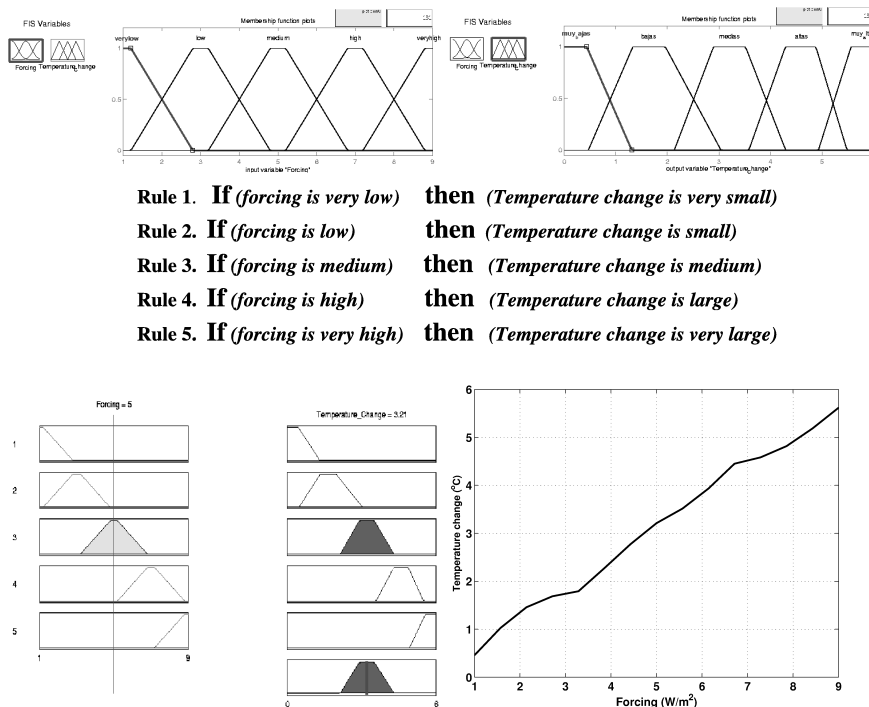 FIS Variables
Forcing
Temperature_Change
Membership function plots
verylow low medium high veryhigh
1
0.5
0
1 2 3 4 5 6 7 8 9
input variable "Forcing"
FIS Variables
Forcing
Temperature_Change
Membership function plots
bajas medias altas
1
0.5
0
0 1 2 3 4 5
output variable "Temperature_Change"
Rule 1. If (forcing is very low) then (Temperature change is very small)
Rule 2. If (forcing is low) then (Temperature change is small)
Rule 3. If (forcing is medium) then (Temperature change is medium)
Rule 4. If (forcing is high) then (Temperature change is large)
Rule 5. If (forcing is very high) then (Temperature change is very large)
Forcing = 5
1
2
3
4
5
1 9
Temperature_Change = 3.21
0 6
Temperature change (°C)
6
5
4
3
2
1
0
1 2 3 4 5 6 7 8 9
Forcing (W/m²)